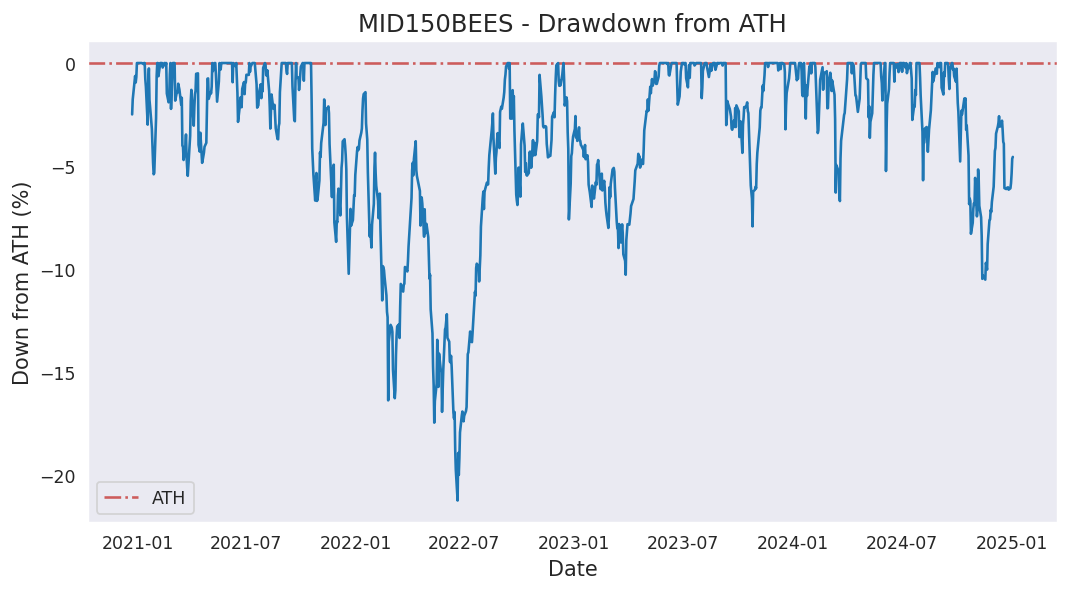 MID150BEES - Drawdown from ATH
Down from ATH (%)
0
−5
−10
−15
−20
ATH
2021-01 2021-07 2022-01 2022-07 2023-01 2023-07 2024-01 2024-07 2025-01
Date